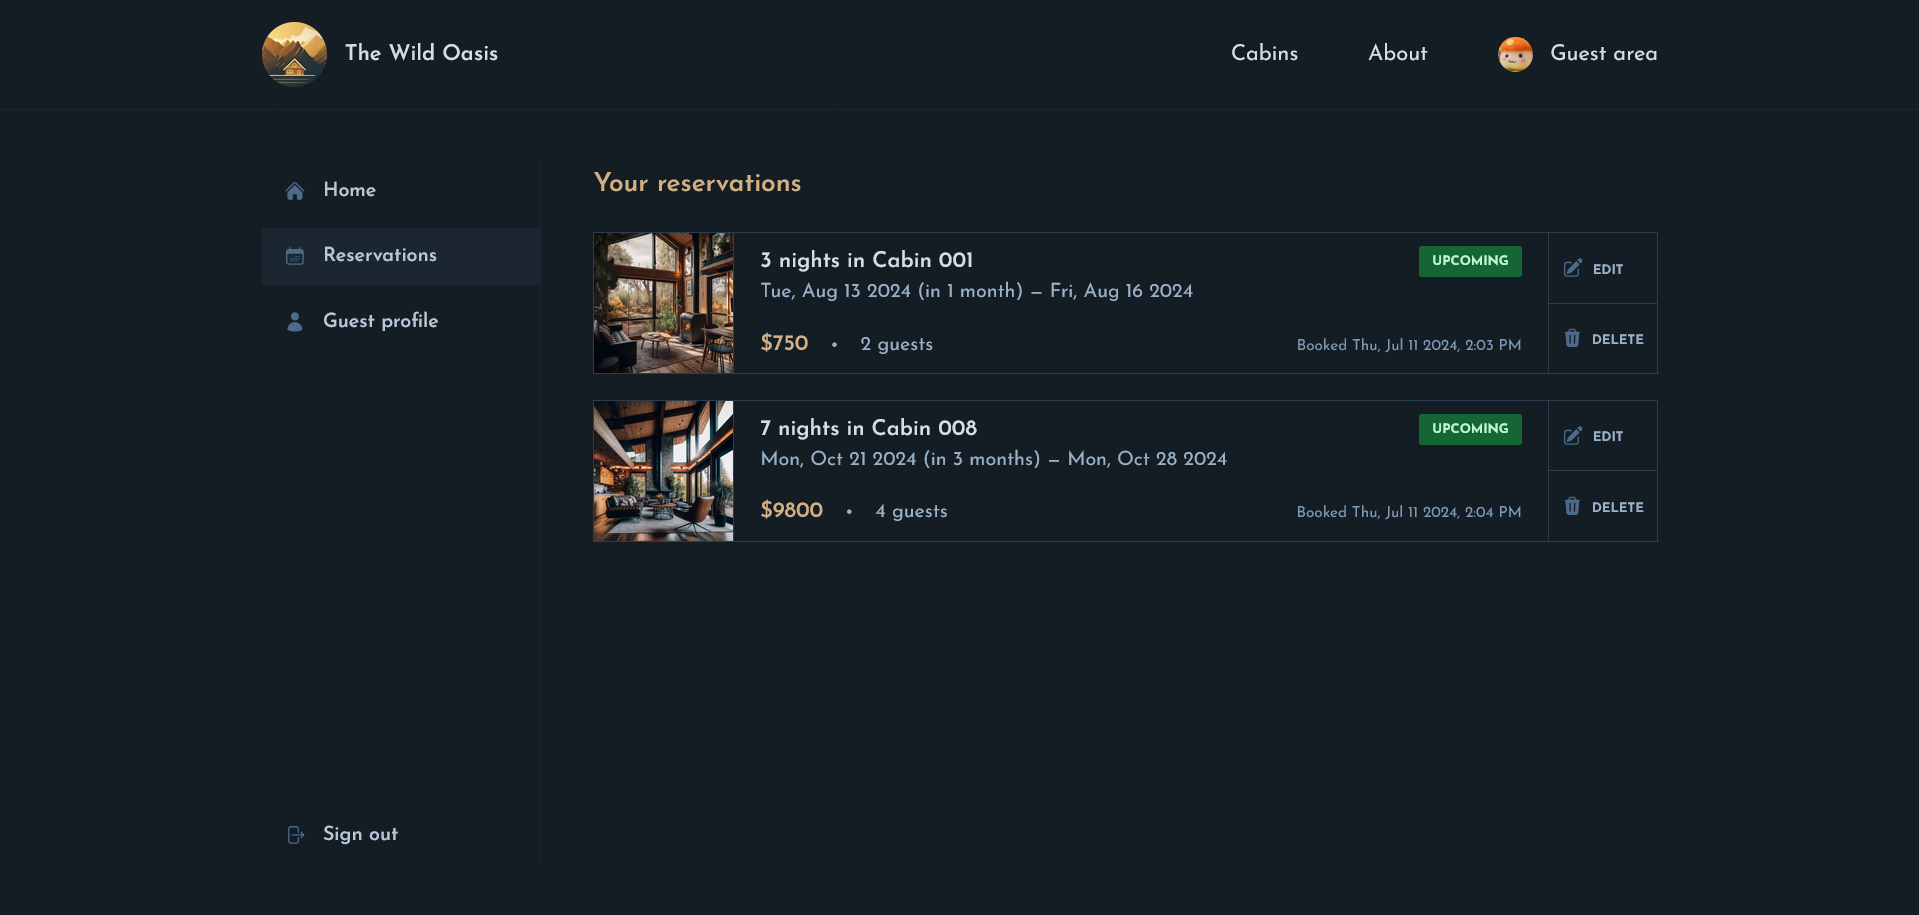 The Wild Oasis
Cabins
About
Guest area
Home
Reservations
Guest profile
Sign out
Your reservations
3 nights in Cabin 001
UPCOMING
Tue, Aug 13 2024 (in 1 month) — Fri, Aug 16 2024
$750 • 2 guests
Booked Thu, Jul 11 2024, 2:03 PM
EDIT
DELETE
7 nights in Cabin 008
UPCOMING
Mon, Oct 21 2024 (in 3 months) — Mon, Oct 28 2024
$9800 • 4 guests
Booked Thu, Jul 11 2024, 2:04 PM
EDIT
DELETE